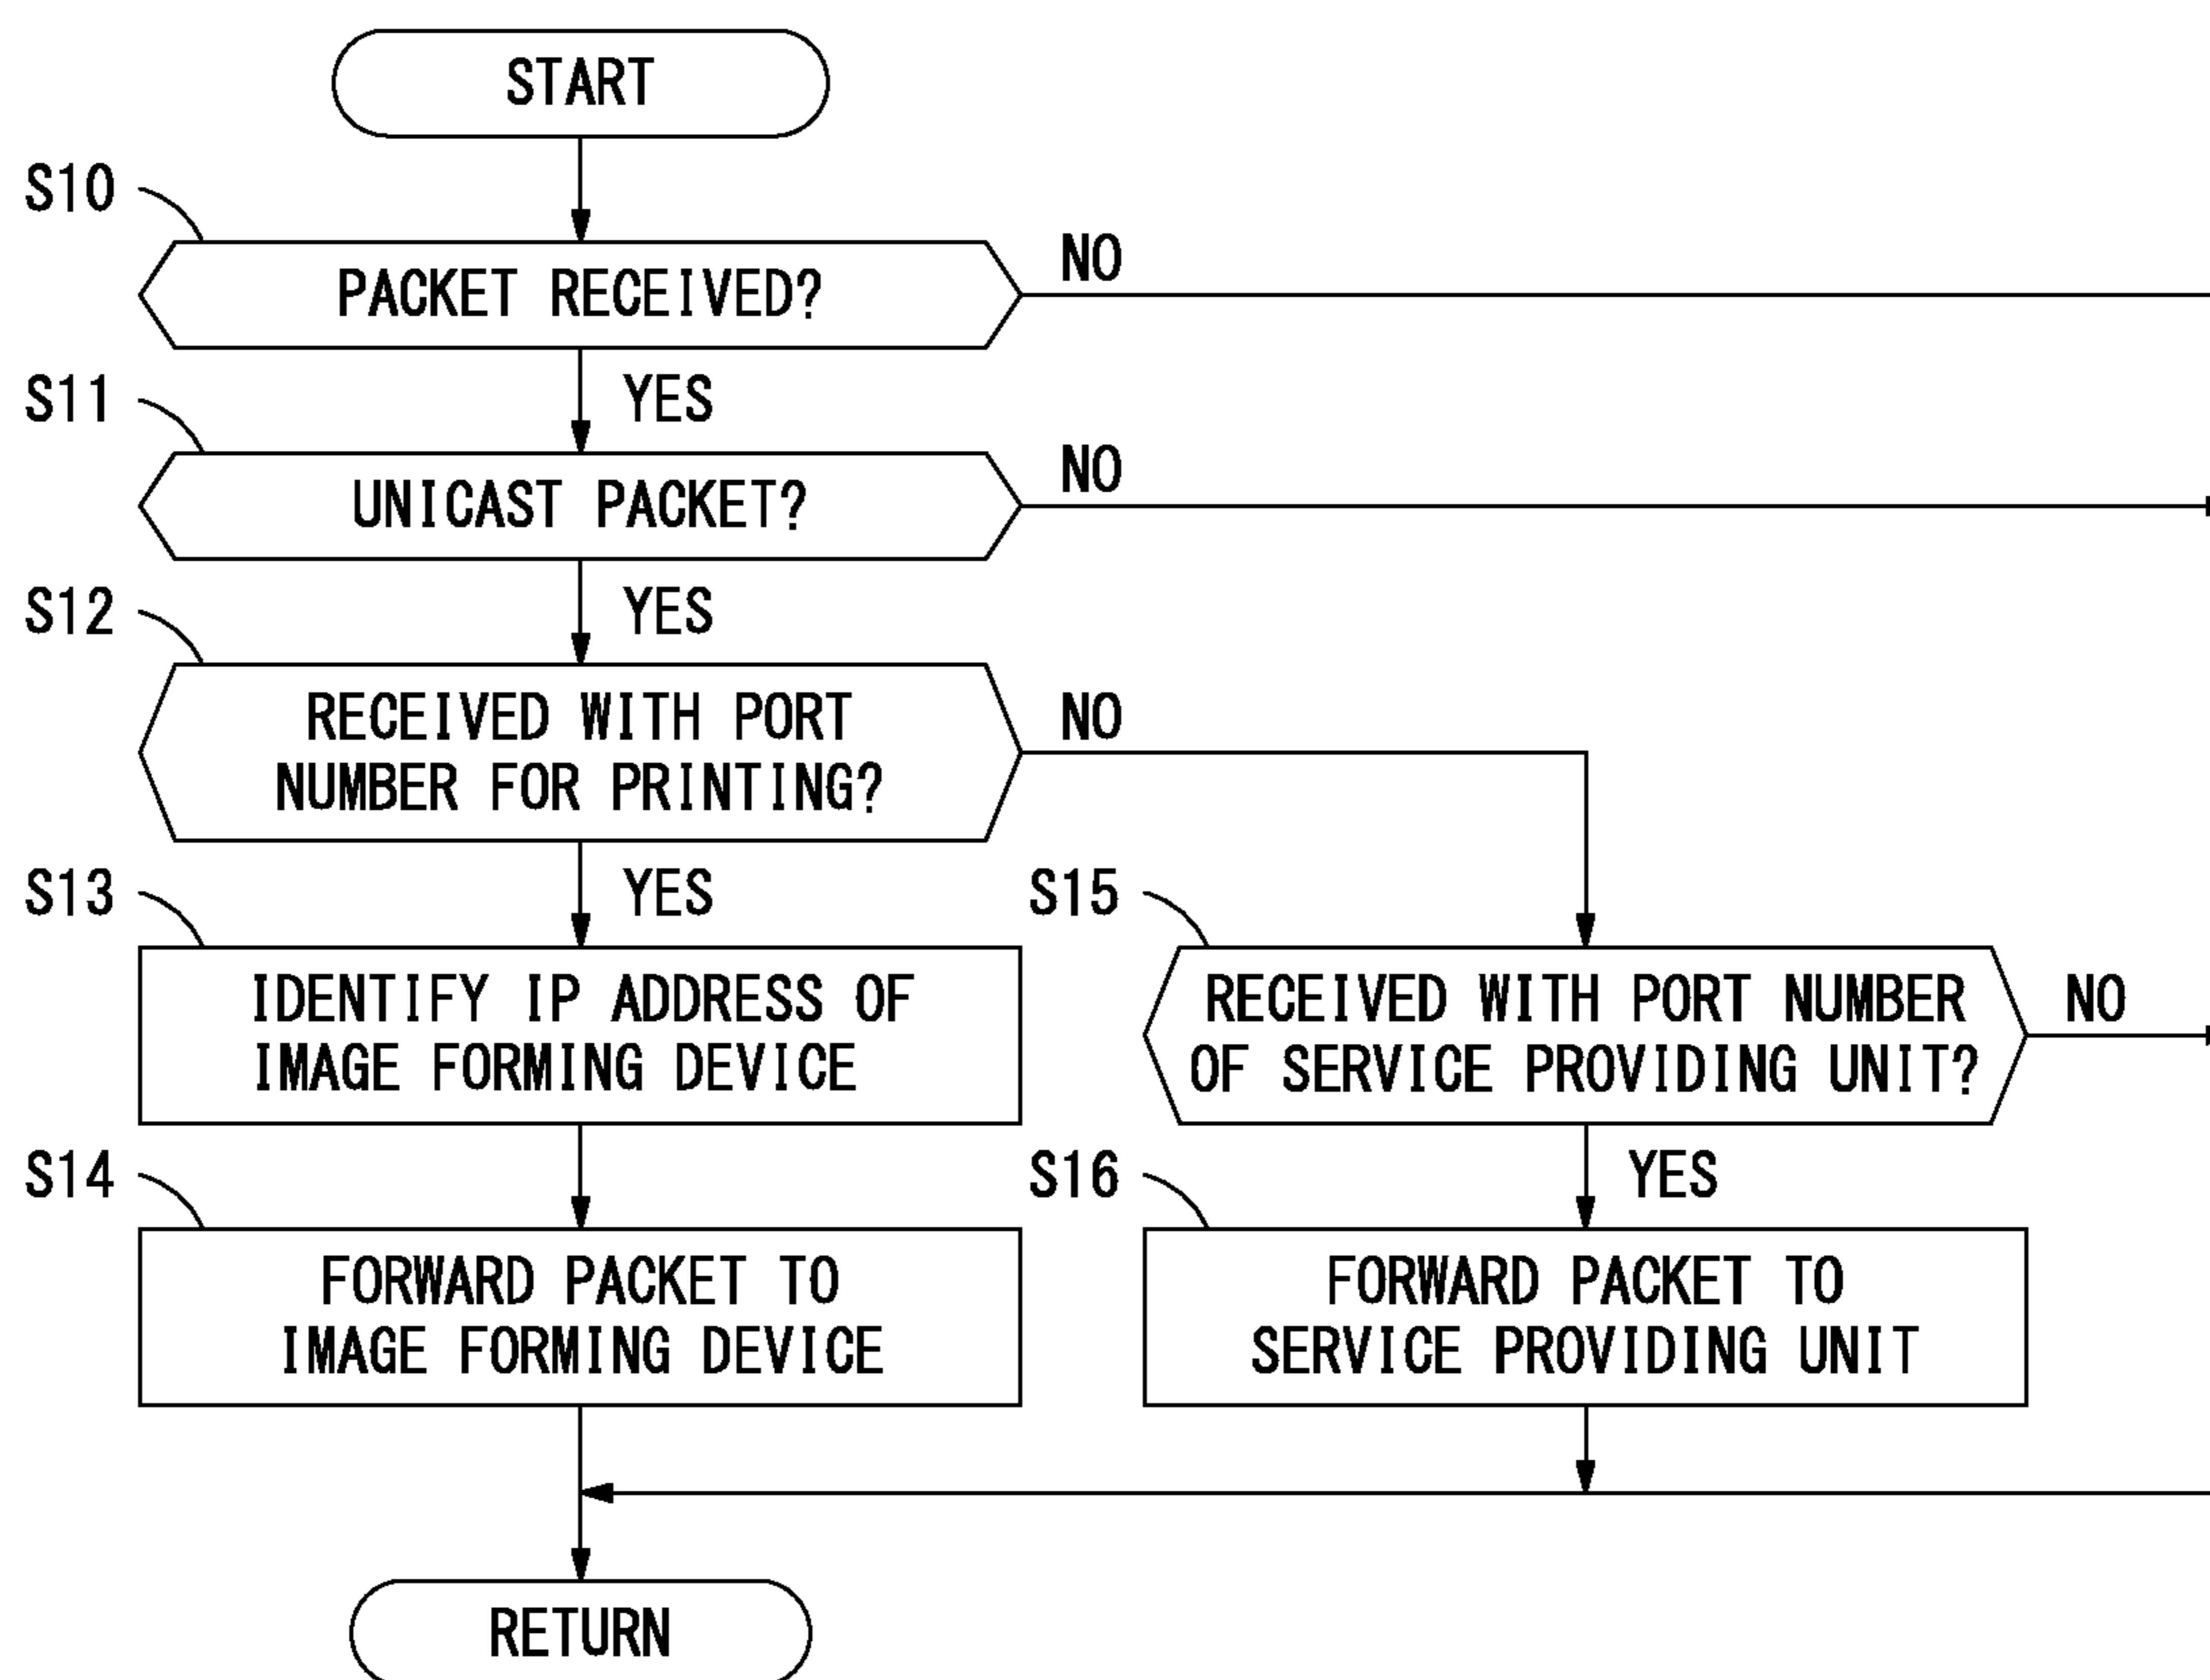 START
S10
PACKET RECEIVED?
NO
YES
S11
UNICAST PACKET?
NO
YES
S12
RECEIVED WITH PORT
NUMBER FOR PRINTING?
NO
YES
S13
IDENTIFY IP ADDRESS OF
IMAGE FORMING DEVICE
S15
RECEIVED WITH PORT NUMBER
OF SERVICE PROVIDING UNIT?
NO
YES
S14
FORWARD PACKET TO
IMAGE FORMING DEVICE
S16
FORWARD PACKET TO
SERVICE PROVIDING UNIT
RETURN